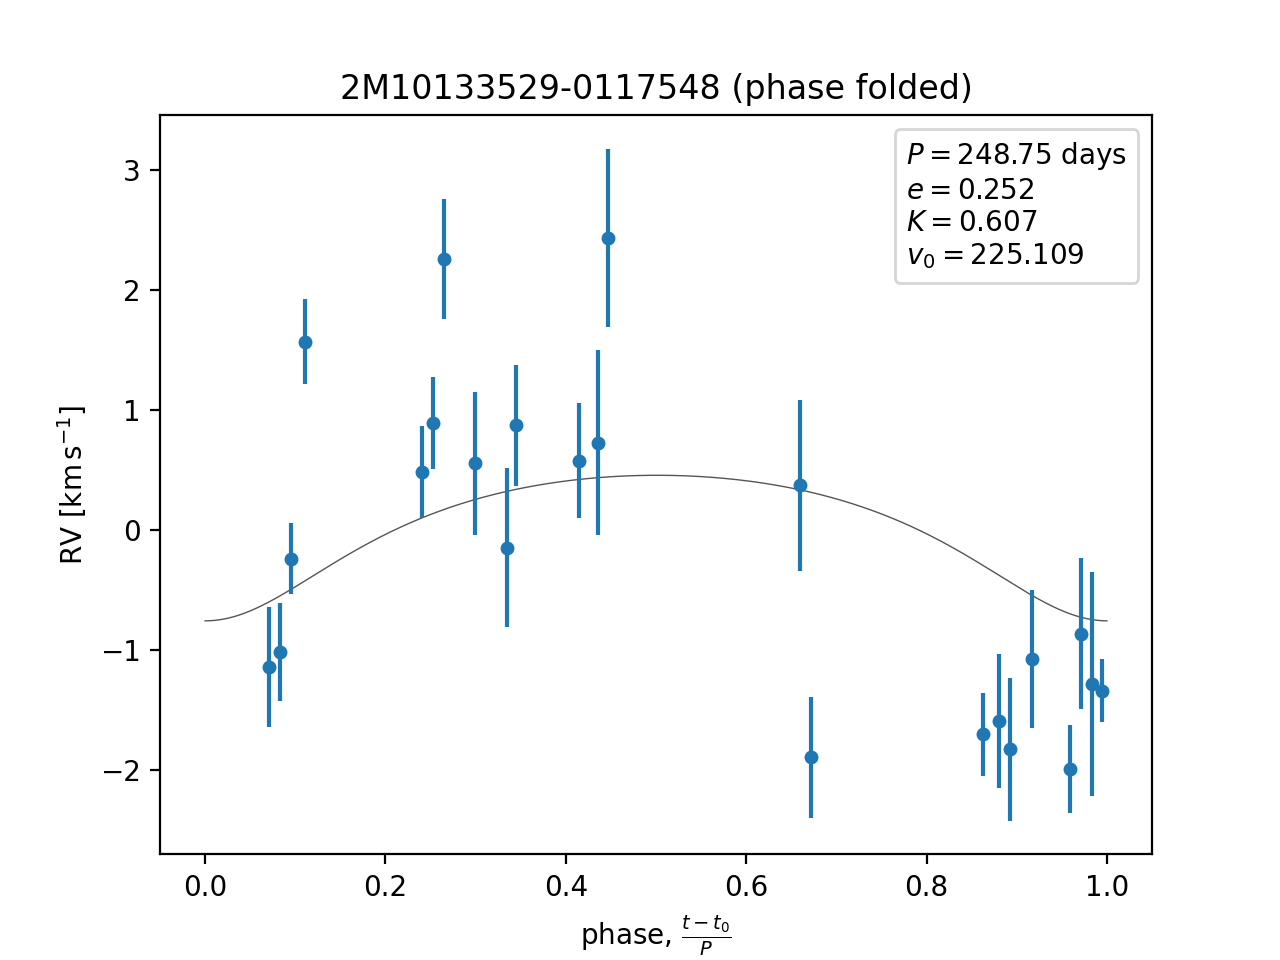 2M10133529-0117548 (phase folded)
P = 248.75 days
e = 0.252
K = 0.607
v₀ = 225.109
3
2
1
0
−1
−2
RV [km s⁻¹]
0.0 0.2 0.4 0.6 0.8 1.0
phase, (t − t₀)/P